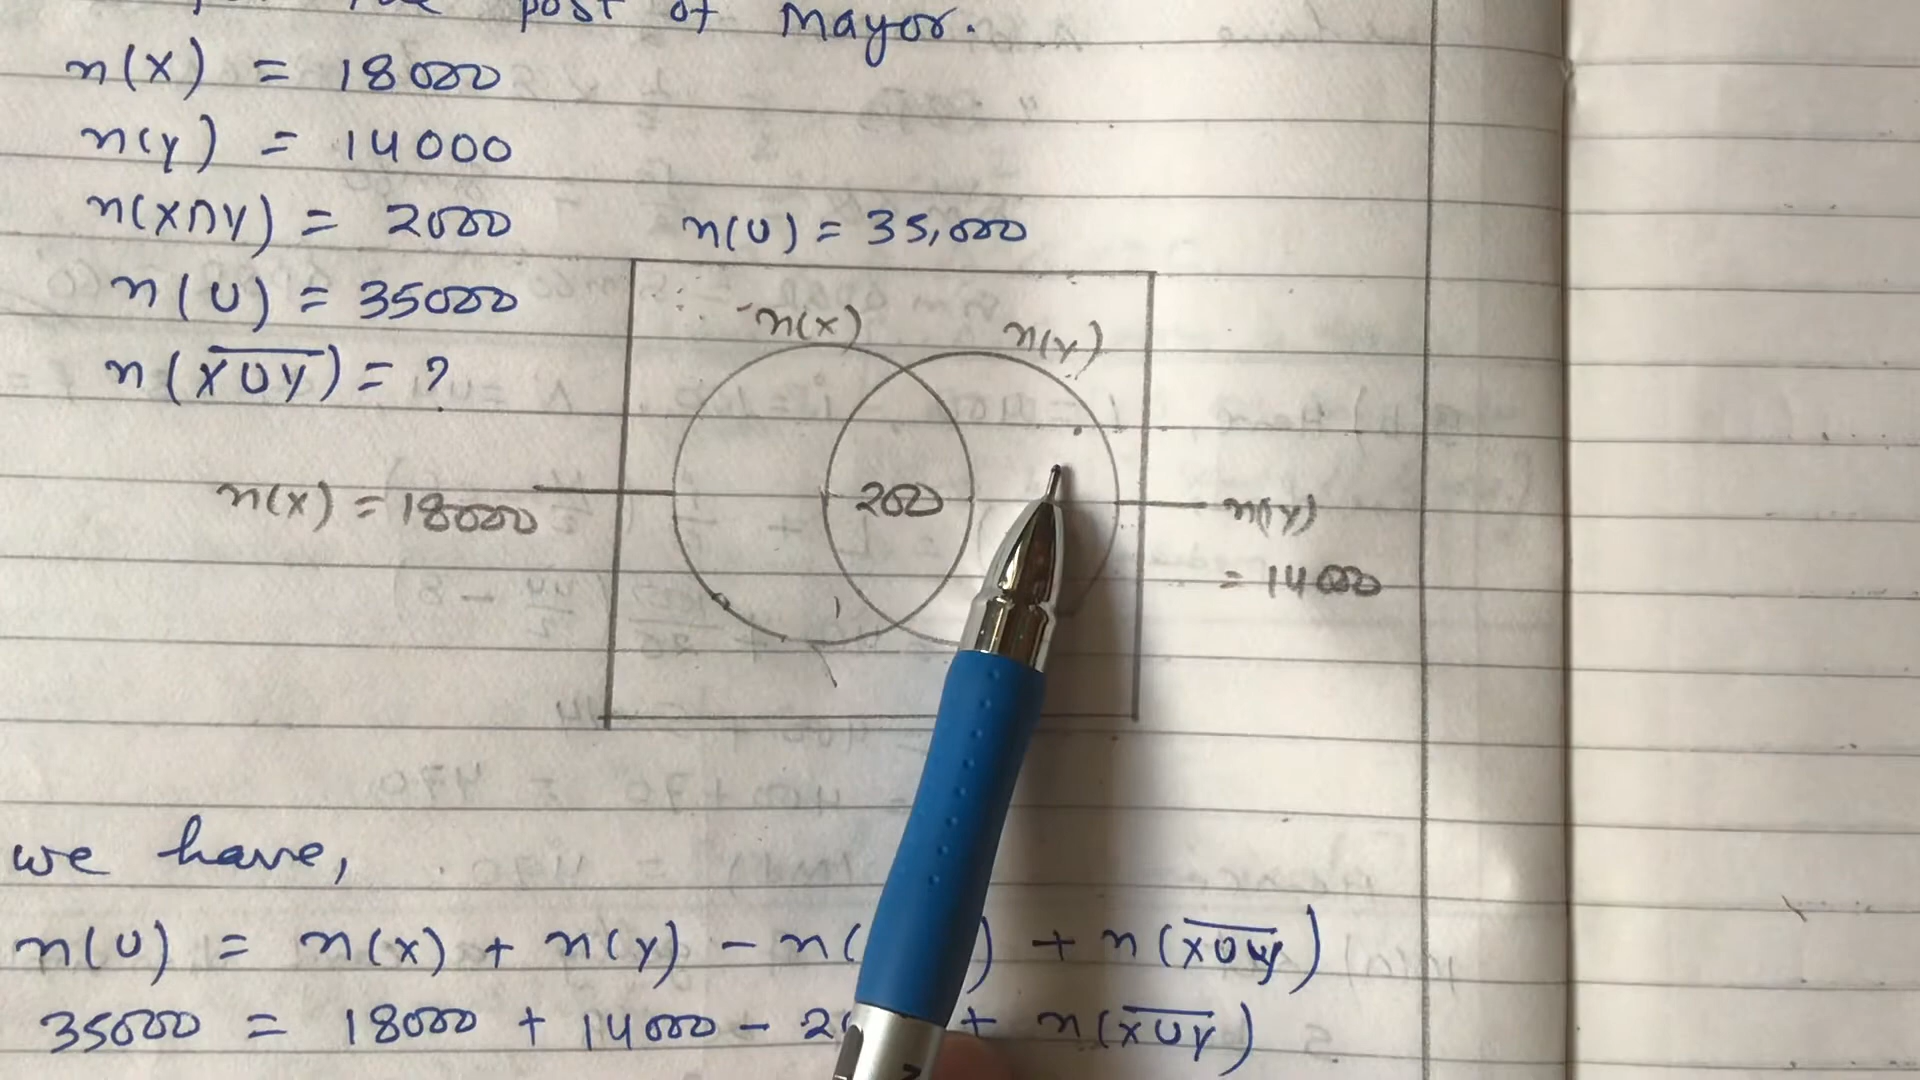 post of Mayor.
n(X) = 18000
n(Y) = 14000
n(X∩Y) = 2000
n(U) = 35,000
n(U) = 35000
n(x)
n(Y)
n(X̅U̅Y̅) = ?
n(X) = 18000
2000
n(Y)
= 14000
we have,
n(U) = n(X) + n(Y) - n( ) + n(X̅U̅Y̅)
35000 = 18000 + 14000 - 2 + n(X̅U̅Y̅)